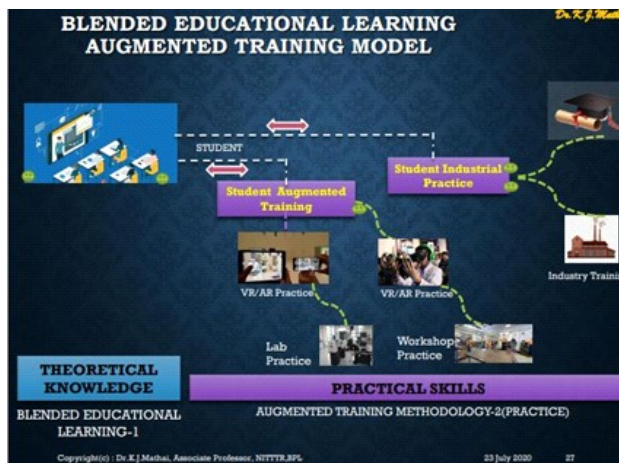 BLENDED EDUCATIONAL LEARNING
AUGMENTED TRAINING MODEL
STUDENT
Student Industrial
Practice
Student Augmented
Training
VR/AR Practice
VR/AR Practice
Industry
Lab
Practice
Workshop
Practice
THEORETICAL
KNOWLEDGE
PRACTICAL SKILLS
BLENDED EDUCATIONAL
LEARNING-1
AUGMENTED TRAINING METHODOLOGY-2(PRACTICE)
Copyright(c) : Dr.K.J.Mathai, Associate Professor, NITTTR,BPL
23 July 2020
27